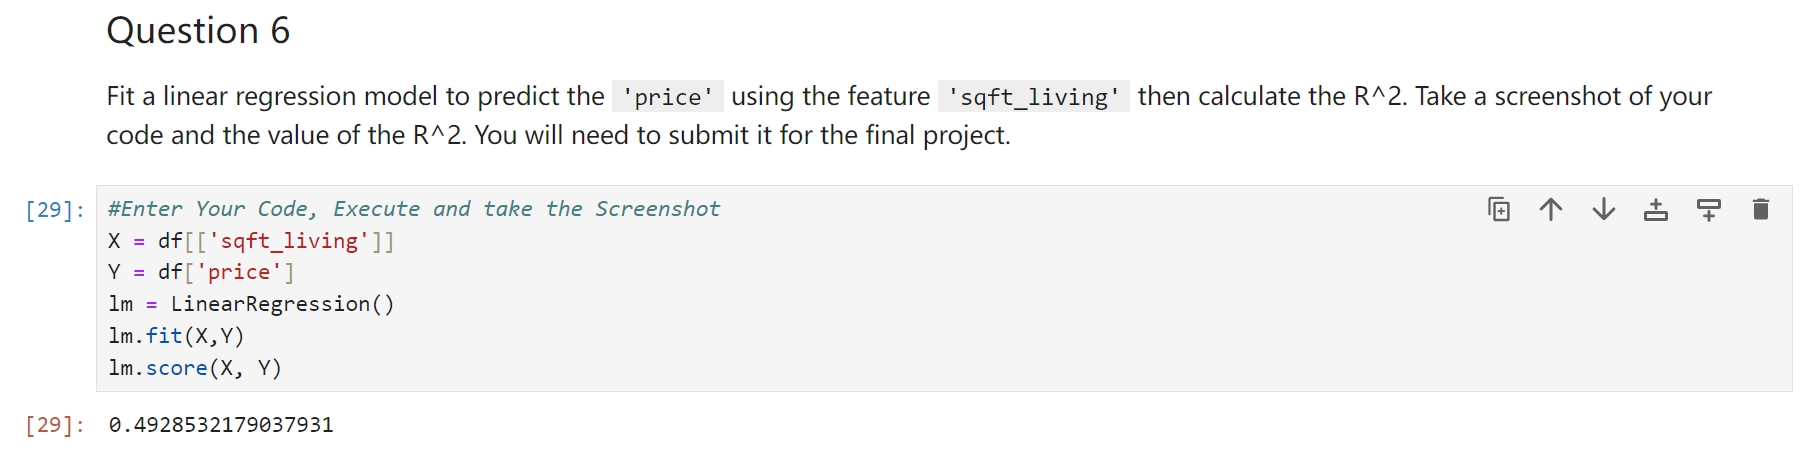 Question 6
Fit a linear regression model to predict the 'price' using the feature 'sqft_living' then calculate the R^2. Take a screenshot of your
code and the value of the R^2. You will need to submit it for the final project.
[29]: #Enter Your Code, Execute and take the Screenshot
X = df[['sqft_living']]
Y = df['price']
lm = LinearRegression()
lm.fit(X,Y)
lm.score(X, Y)
[29]: 0.4928532179037931